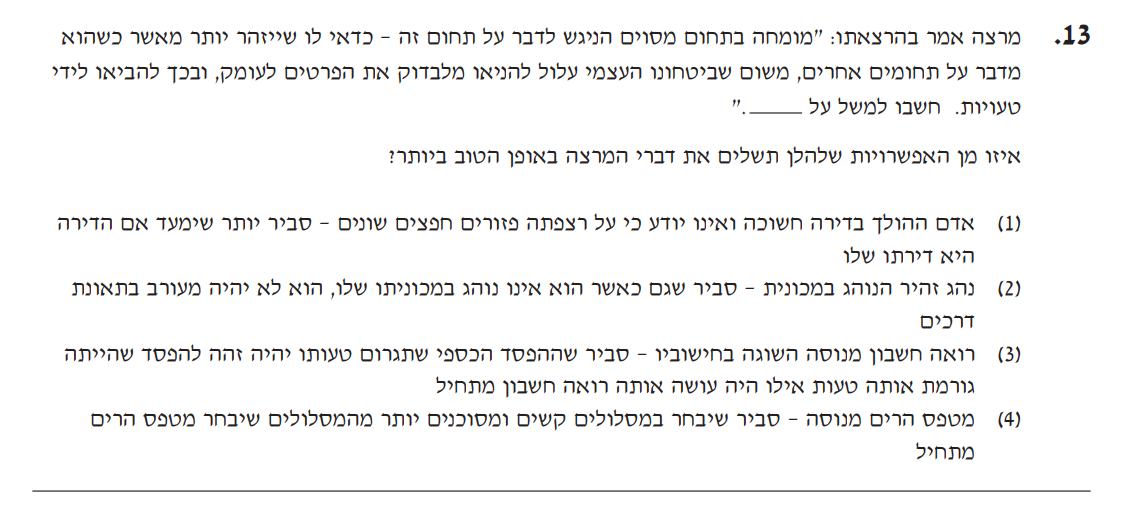 13. מרצה אמר בהרצאתו: "מומחה בתחום מסוים הניגש לדבר על תחום זה – כדאי לו שייזהר יותר מאשר כשהוא
מדבר על תחומים אחרים, משום שביטחונו העצמי עלול להניאו מלבדוק את הפרטים לעומק, ובכך להביאו לידי
טעויות. חשבו למשל על _____."
איזו מן האפשרויות שלהלן תשלים את דברי המרצה באופן הטוב ביותר?
(1) אדם ההולך בדירה חשוכה ואינו יודע כי על רצפתה פזורים חפצים שונים – סביר יותר שימעד אם הדירה
היא דירתו שלו
(2) נהג זהיר הנוהג במכונית – סביר שגם כאשר הוא אינו נוהג במכוניתו שלו, הוא לא יהיה מעורב בתאונת
דרכים
(3) רואה חשבון מנוסה השוגה בחישוביו – סביר שההפסד הכספי שתגרום טעותו יהיה זהה להפסד שהייתה
גורמת אותה טעות אילו היה עושה אותה רואה חשבון מתחיל
(4) מטפס הרים מנוסה – סביר שיבחר במסלולים קשים ומסוכנים יותר מהמסלולים שיבחר מטפס הרים
מתחיל